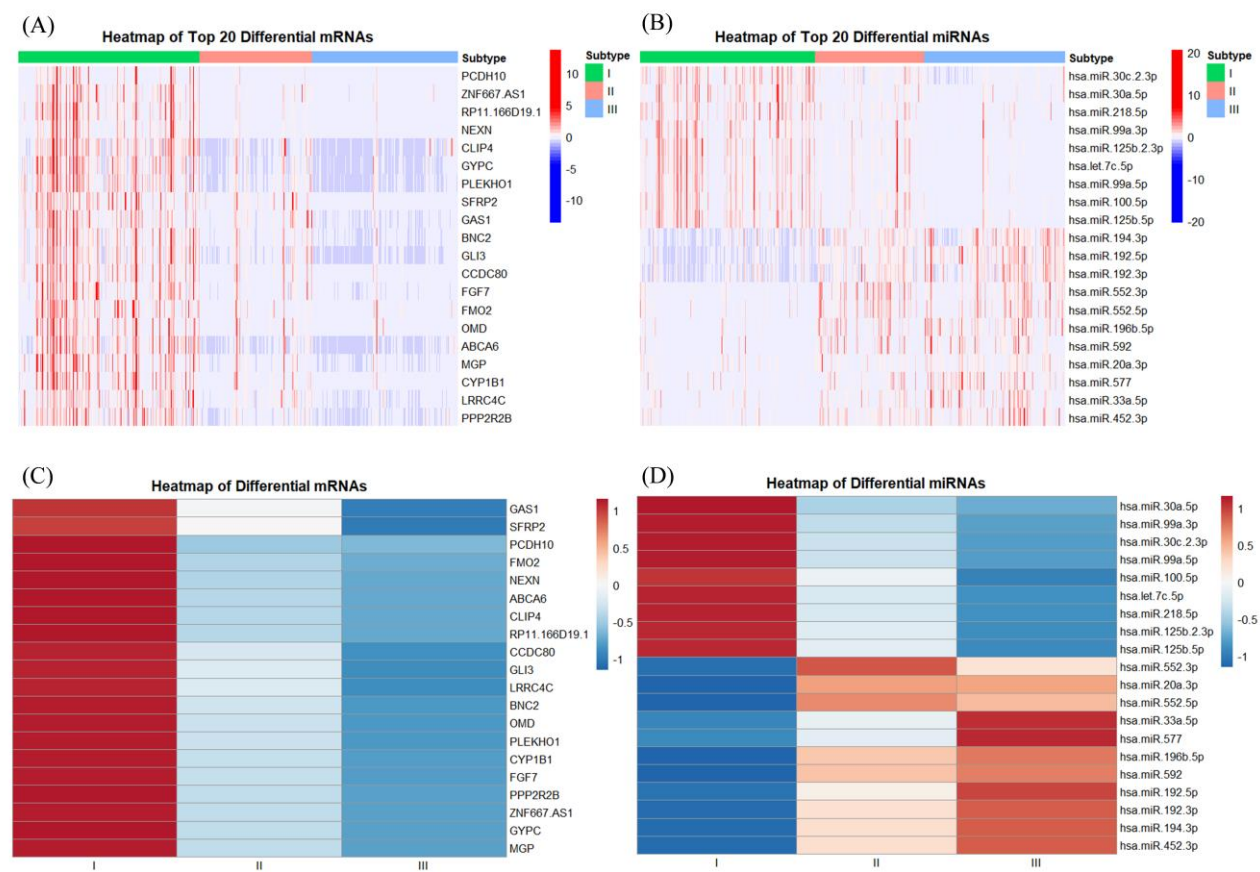 (A)
Heatmap of Top 20 Differential mRNAs
Subtype
PCDH10
ZNF667.AS1
RP11.166D19.1
NEXN
CLIP4
GYPC
PLEKHO1
SFRP2
GAS1
BNC2
GLI3
CCDC80
FGF7
FMO2
OMD
ABCA6
MGP
CYP1B1
LRRC4C
PPP2R2B
10
5
0
-5
-10
Subtype
I
II
III
(B)
Heatmap of Top 20 Differential miRNAs
Subtype
hsa.miR.30c.2.3p
hsa.miR.30a.5p
hsa.miR.218.5p
hsa.miR.99a.3p
hsa.miR.125b.2.3p
hsa.let.7c.5p
hsa.miR.99a.5p
hsa.miR.100.5p
hsa.miR.125b.5p
hsa.miR.194.3p
hsa.miR.192.5p
hsa.miR.192.3p
hsa.miR.552.3p
hsa.miR.552.5p
hsa.miR.196b.5p
hsa.miR.592
hsa.miR.20a.3p
hsa.miR.577
hsa.miR.33a.5p
hsa.miR.452.3p
20
10
0
-10
-20
Subtype
I
II
III
(C)
Heatmap of Differential mRNAs
GAS1
SFRP2
PCDH10
FMO2
NEXN
ABCA6
CLIP4
RP11.166D19.1
CCDC80
GLI3
LRRC4C
BNC2
OMD
PLEKHO1
CYP1B1
FGF7
PPP2R2B
ZNF667.AS1
GYPC
MGP
I II III
1
0.5
0
-0.5
-1
(D)
Heatmap of Differential miRNAs
hsa.miR.30a.5p
hsa.miR.99a.3p
hsa.miR.30c.2.3p
hsa.miR.99a.5p
hsa.miR.100.5p
hsa.let.7c.5p
hsa.miR.218.5p
hsa.miR.125b.2.3p
hsa.miR.125b.5p
hsa.miR.552.3p
hsa.miR.20a.3p
hsa.miR.552.5p
hsa.miR.33a.5p
hsa.miR.577
hsa.miR.196b.5p
hsa.miR.592
hsa.miR.192.5p
hsa.miR.192.3p
hsa.miR.194.3p
hsa.miR.452.3p
I II III
1
0.5
0
-0.5
-1